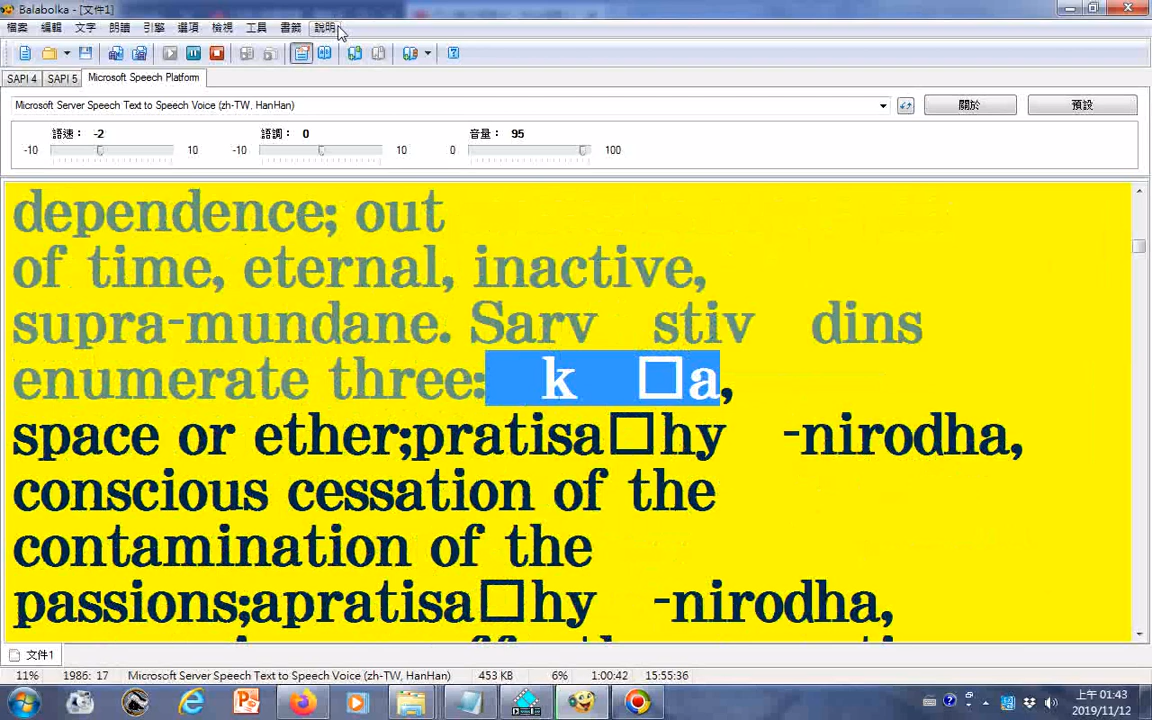 Balabolka - [文件1]
檔案 編輯 文字 朗讀 引擎 選項 檢視 工具 書籤 說明
SAPI 4 SAPI 5 Microsoft Speech Platform
Microsoft Server Speech Text to Speech Voice (zh-TW, HanHan) 關於 預設
語速： -2 語調： 0 音量： 95
-10 10 -10 10 0 100
dependence; out
of time, eternal, inactive,
supra-mundane. Sarv stiv dins
enumerate three: k □a,
space or ether;pratisa□hy -nirodha,
conscious cessation of the
contamination of the
passions;apratisa□hy -nirodha,
文件1
11% 1986: 17 Microsoft Server Speech Text to Speech Voice (zh-TW, HanHan) 453 KB 6% 1:00:42 15:55:36
上午 01:43
2019/11/12